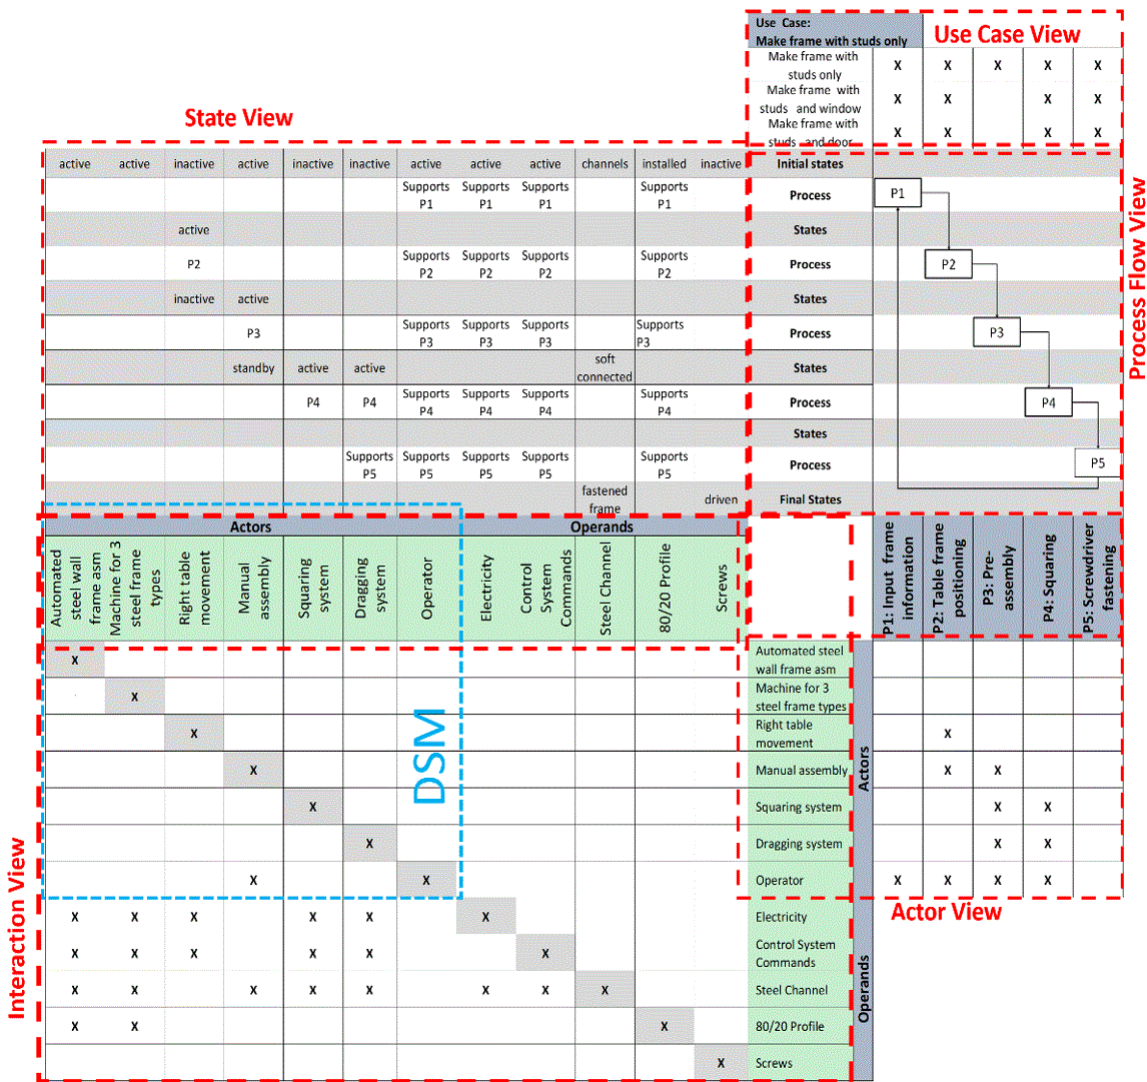 Use Case:
Make frame with studs only
Use Case View
Make frame with
studs only
X X X X X
Make frame with
studs and window
X X X X
Make frame with
studs and door
X X X X
State View
active active inactive active inactive inactive active active active channels installed inactive Initial states
Supports P1 Supports P1 Supports P1 Supports P1 Process P1
active States
P2 Supports P2 Supports P2 Supports P2 Supports P2 Process P2
inactive active States
P3 Supports P3 Supports P3 Supports P3 Supports P3 Process P3
standby active active soft connected States
P4 P4 Supports P4 Supports P4 Supports P4 Supports P4 Process P4
States
Supports P5 Supports P5 Supports P5 Supports P5 Supports P5 Process P5
fastened frame driven Final States
Process Flow View
Actors Operands
Automated steel wall frame asm
Machine for 3 steel frame types
Right table movement
Manual assembly
Squaring system
Dragging system
Operator
Electricity
Control System Commands
Steel Channel
80/20 Profile
Screws
P1: Input frame information
P2: Table frame positioning
P3: Pre-assembly
P4: Squaring
P5: Screwdriver fastening
DSM
Interaction View
X Automated steel wall frame asm
X Machine for 3 steel frame types
X Right table movement X
X Manual assembly X X
X Squaring system X X
X Dragging system X X
X X Operator X X X X
Actors
Actor View
X X X X X X Electricity
X X X X X X Control System Commands
X X X X X X X X Steel Channel
X X X 80/20 Profile
X Screws
Operands